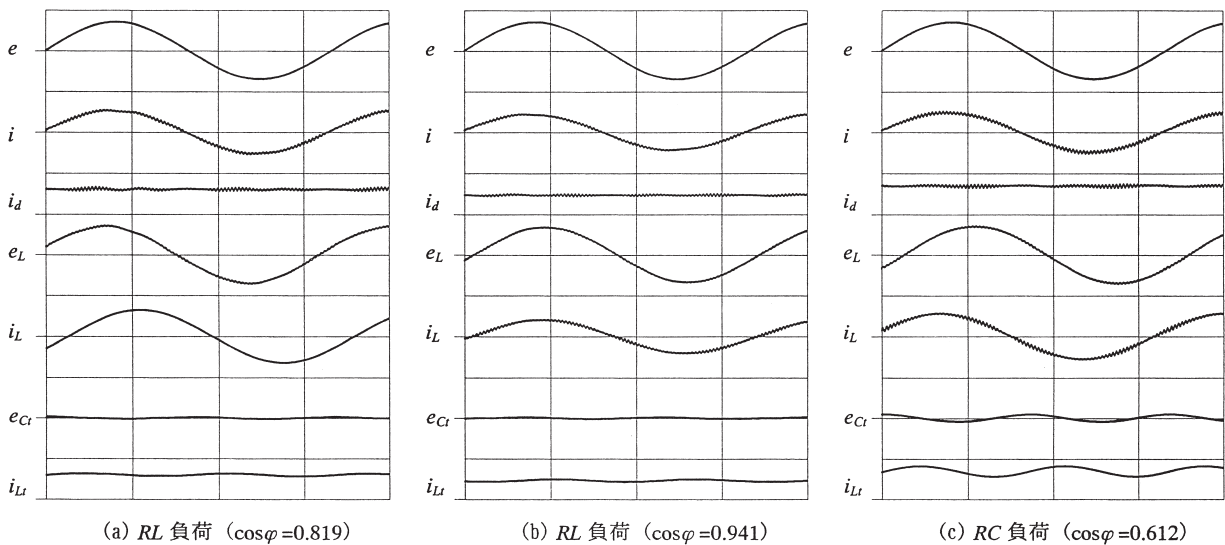 e
i
i_d
e_L
i_L
e_Ct
i_Lt
(a) RL 負荷 (cosφ=0.819)
e
i
i_d
e_L
i_L
e_Ct
i_Lt
(b) RL 負荷 (cosφ=0.941)
e
i
i_d
e_L
i_L
e_Ct
i_Lt
(c) RC 負荷 (cosφ=0.612)